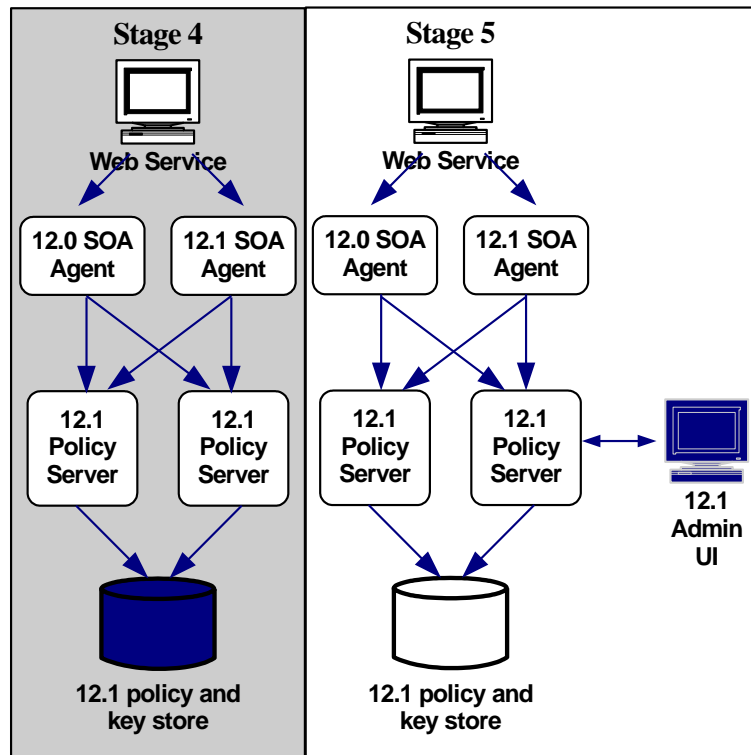 Stage 4
Web Service
12.0 SOA
Agent
12.1 SOA
Agent
12.1
Policy
Server
12.1
Policy
Server
12.1 policy and
key store
Stage 5
Web Service
12.0 SOA
Agent
12.1 SOA
Agent
12.1
Policy
Server
12.1
Policy
Server
12.1
Admin
UI
12.1 policy and
key store